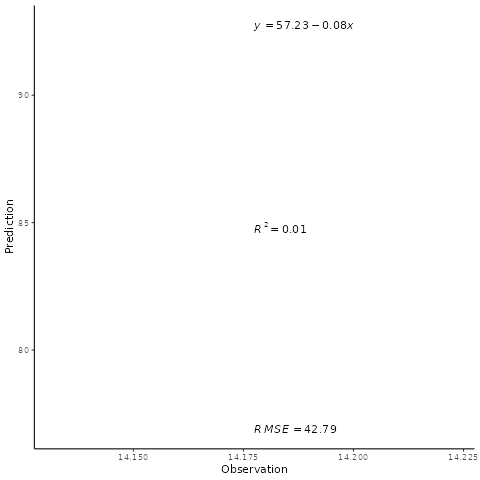 y = 57.23 − 0.08x
90
85
R² = 0.01
80
RMSE = 42.79
14.150 14.175 14.200 14.225
Observation
Prediction